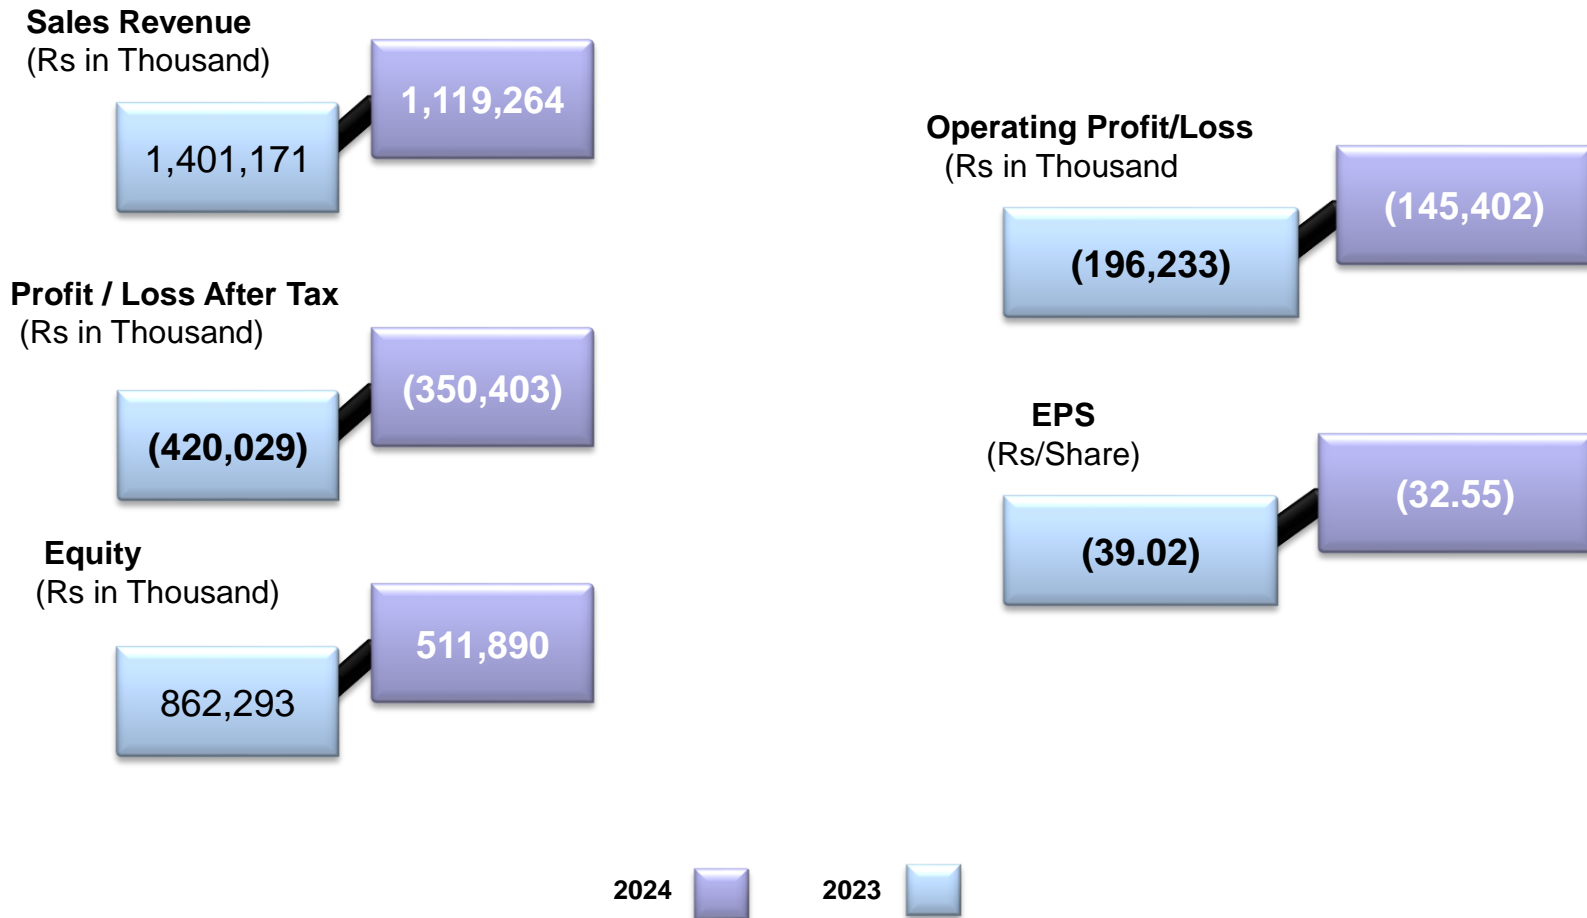 Sales Revenue
(Rs in Thousand)
1,119,264
1,401,171
Profit / Loss After Tax
(Rs in Thousand)
(350,403)
(420,029)
Equity
(Rs in Thousand)
511,890
862,293
Operating Profit/Loss
(Rs in Thousand
(145,402)
(196,233)
EPS
(Rs/Share)
(32.55)
(39.02)
2024 2023